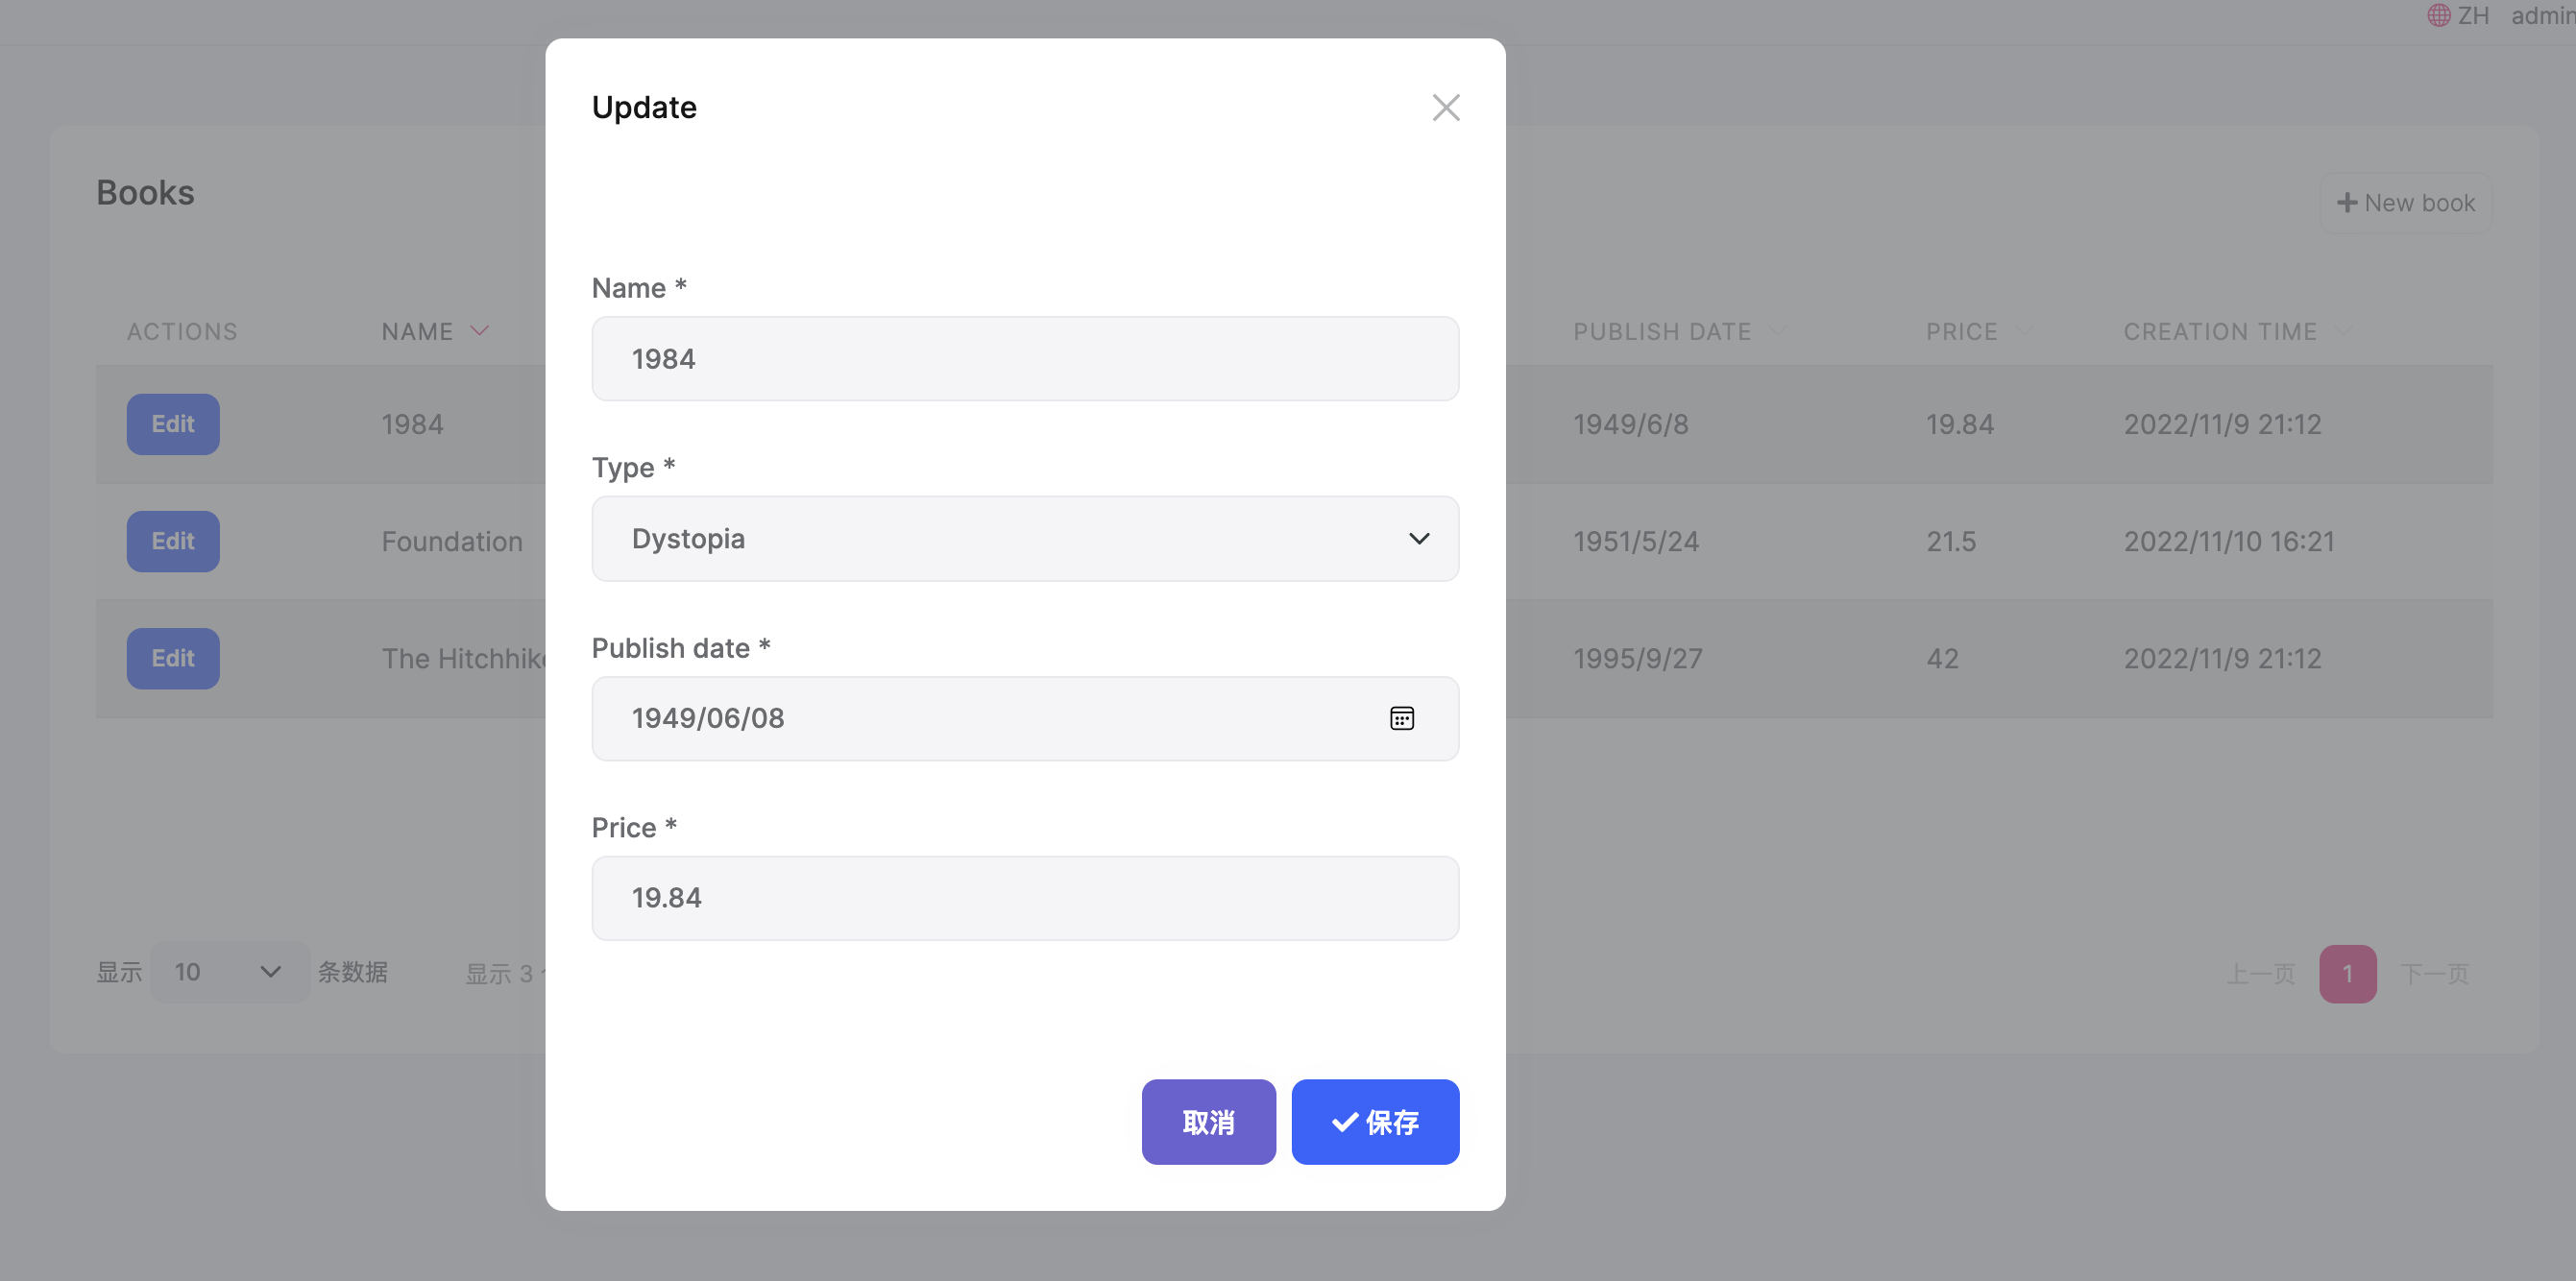 ZH admin
Update
Books
New book
Name *
ACTIONS NAME PUBLISH DATE PRICE CREATION TIME
1984
Edit 1984 1949/6/8 19.84 2022/11/9 21:12
Type *
Dystopia
Edit Foundation 1951/5/24 21.5 2022/11/10 16:21
Publish date *
Edit The 1995/9/27 42 2022/11/9 21:12
1949/06/08
Price *
19.84
显示 10 条数据 显示 3 上一页 1 下一页
取消 保存